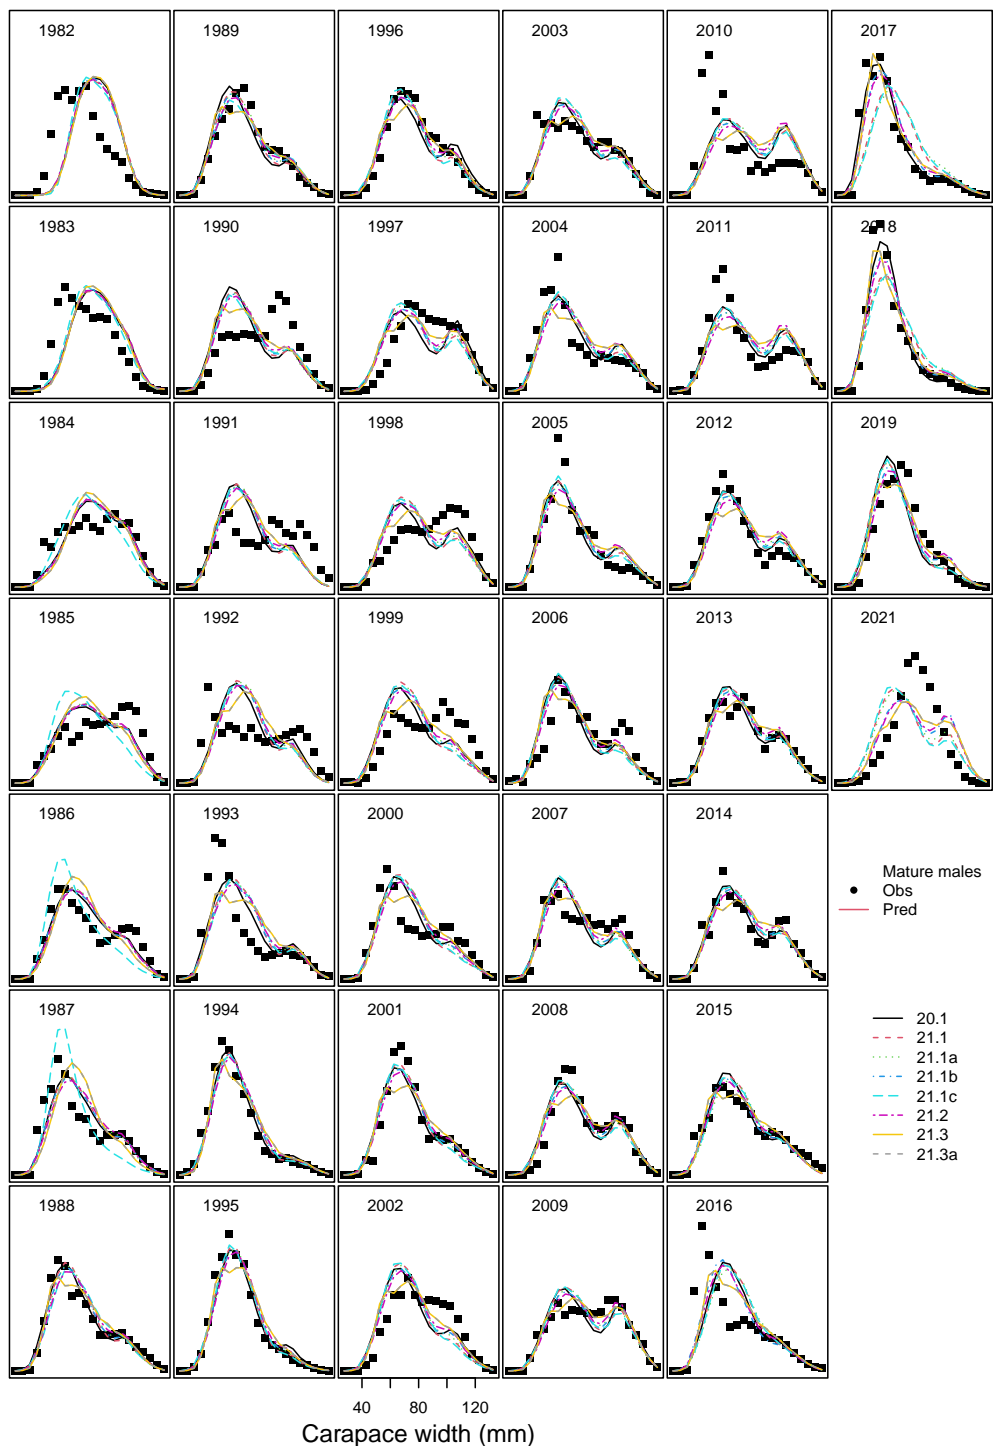 1982 1989 1996 2003 2010 2017
1983 1990 1997 2004 2011 2018
1984 1991 1998 2005 2012 2019
1985 1992 1999 2006 2013 2021
1986 1993 2000 2007 2014
Mature males
Obs
Pred
1987 1994 2001 2008 2015
20.1
21.1
21.1a
21.1b
21.1c
21.2
21.3
21.3a
1988 1995 2002 2009 2016
40 80 120
Carapace width (mm)